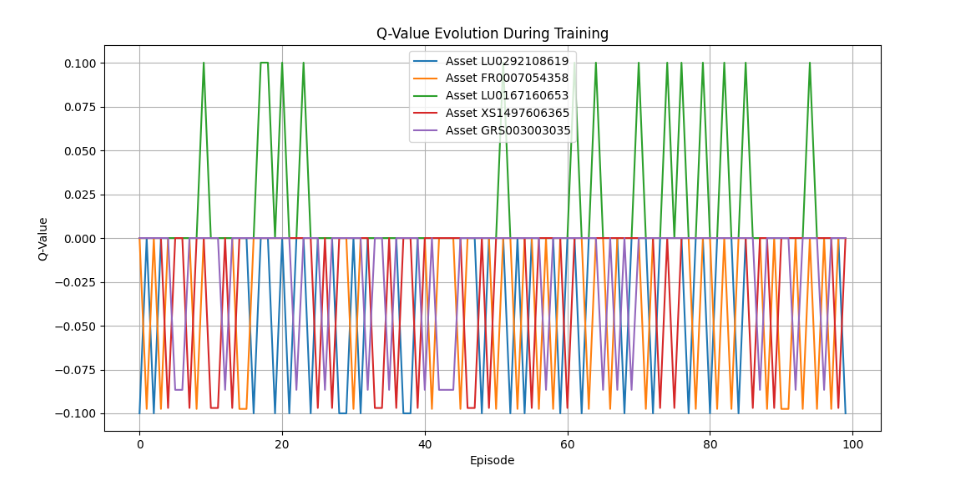 Q-Value Evolution During Training
Asset LU0292108619
Asset FR0007054358
Asset LU0167160653
Asset XS1497606365
Asset GRS003003035
Q-Value
0.100
0.075
0.050
0.025
0.000
−0.025
−0.050
−0.075
−0.100
0 20 40 60 80 100
Episode